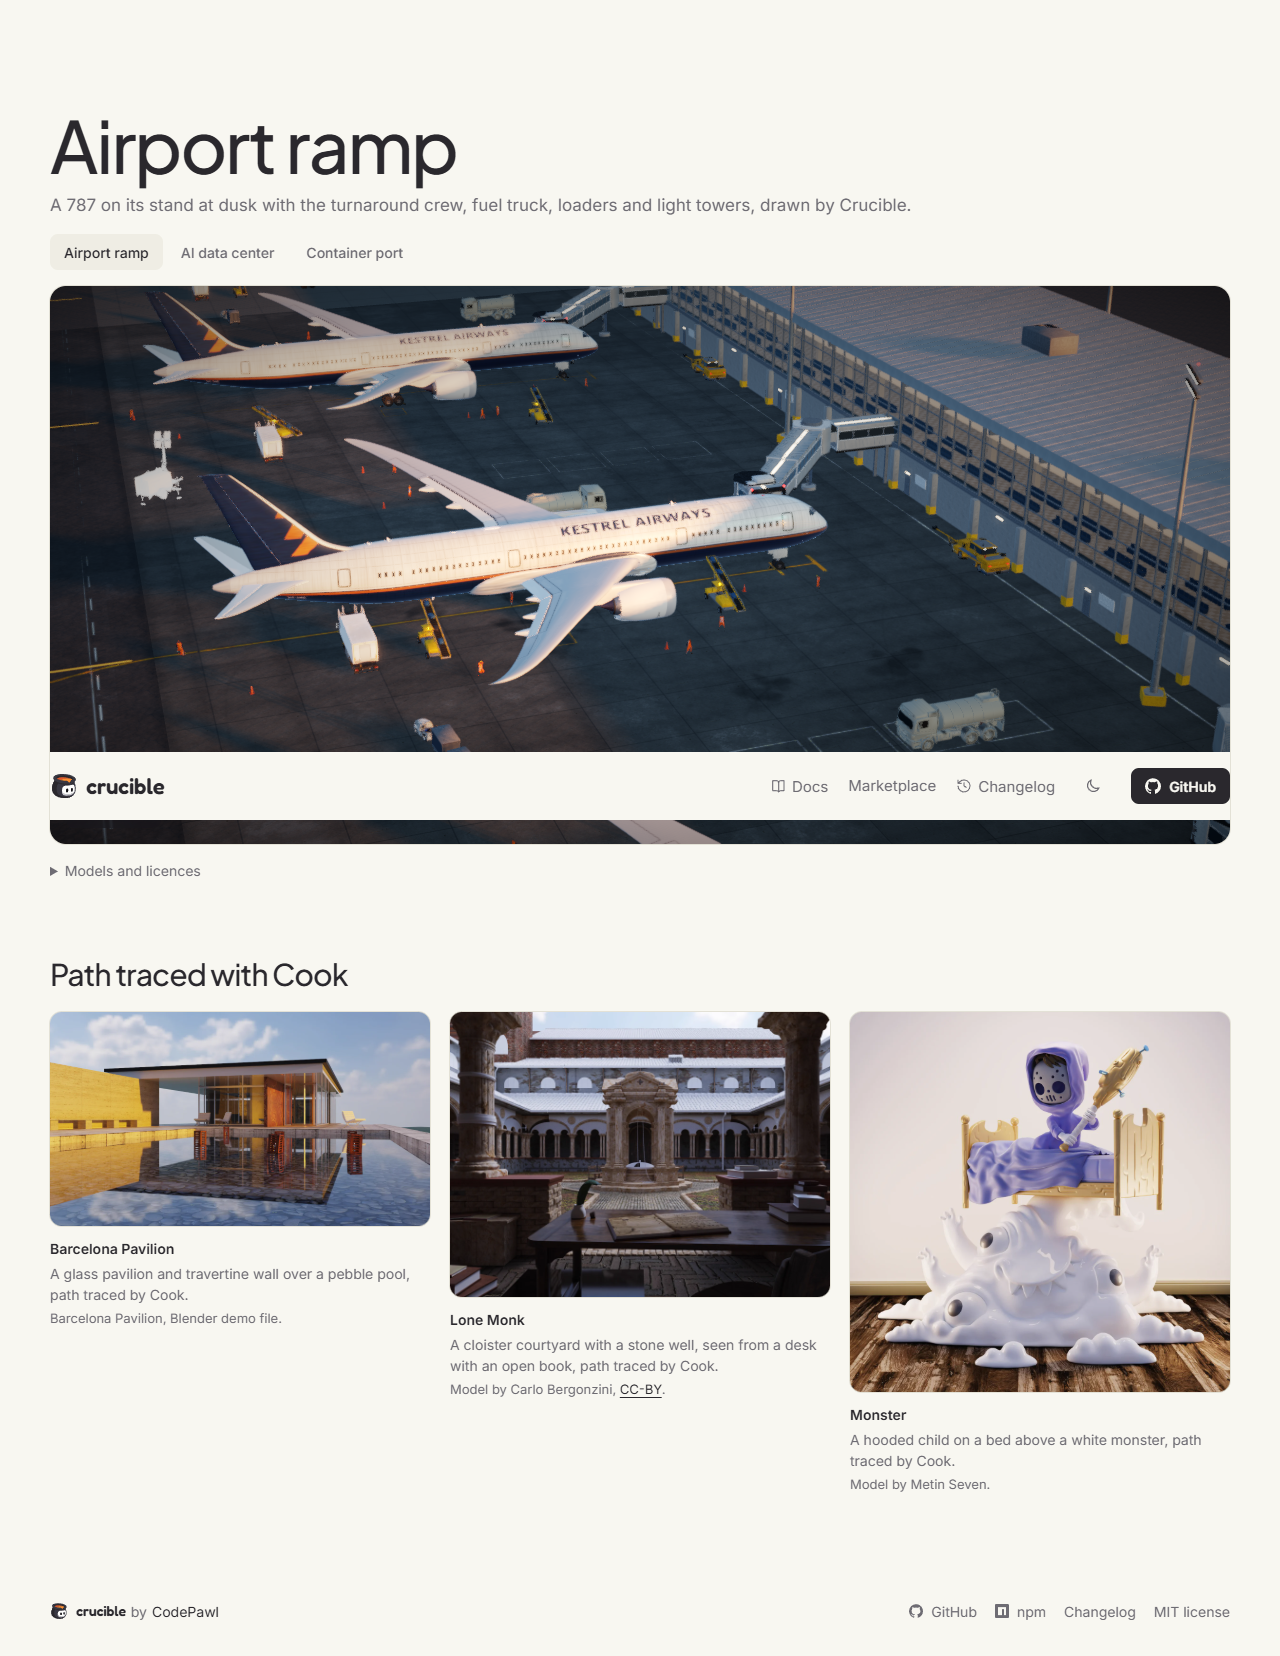 Airport ramp
A 787 on its stand at dusk with the turnaround crew, fuel truck, loaders and light towers, drawn by Crucible.
Airport ramp AI data center Container port
KESTREL AIRWAYS
KESTREL AIRWAYS
crucible Docs Marketplace Changelog GitHub
Models and licences
Path traced with Cook
Barcelona Pavilion
A glass pavilion and travertine wall over a pebble pool,
path traced by Cook.
Barcelona Pavilion, Blender demo file.
Lone Monk
A cloister courtyard with a stone well, seen from a desk
with an open book, path traced by Cook.
Model by Carlo Bergonzini, CC-BY.
Monster
A hooded child on a bed above a white monster, path
traced by Cook.
Model by Metin Seven.
crucible by CodePawl GitHub npm Changelog MIT license